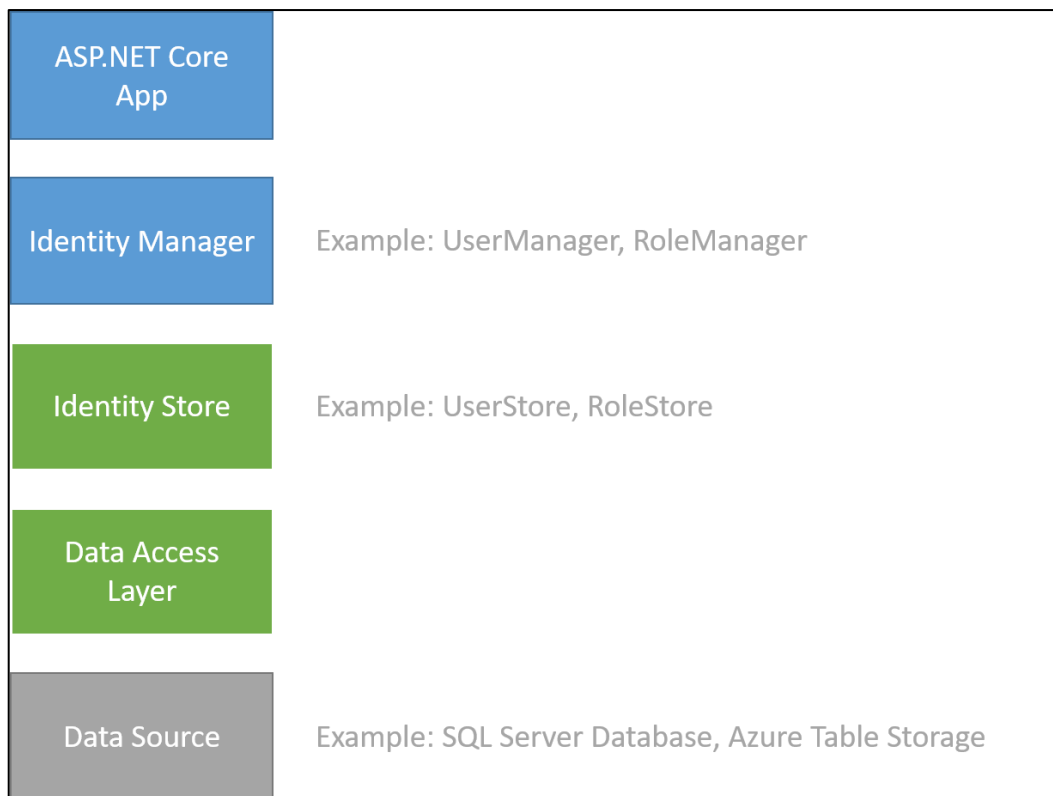 ASP.NET Core
App
Identity Manager
Example: UserManager, RoleManager
Identity Store
Example: UserStore, RoleStore
Data Access
Layer
Data Source
Example: SQL Server Database, Azure Table Storage